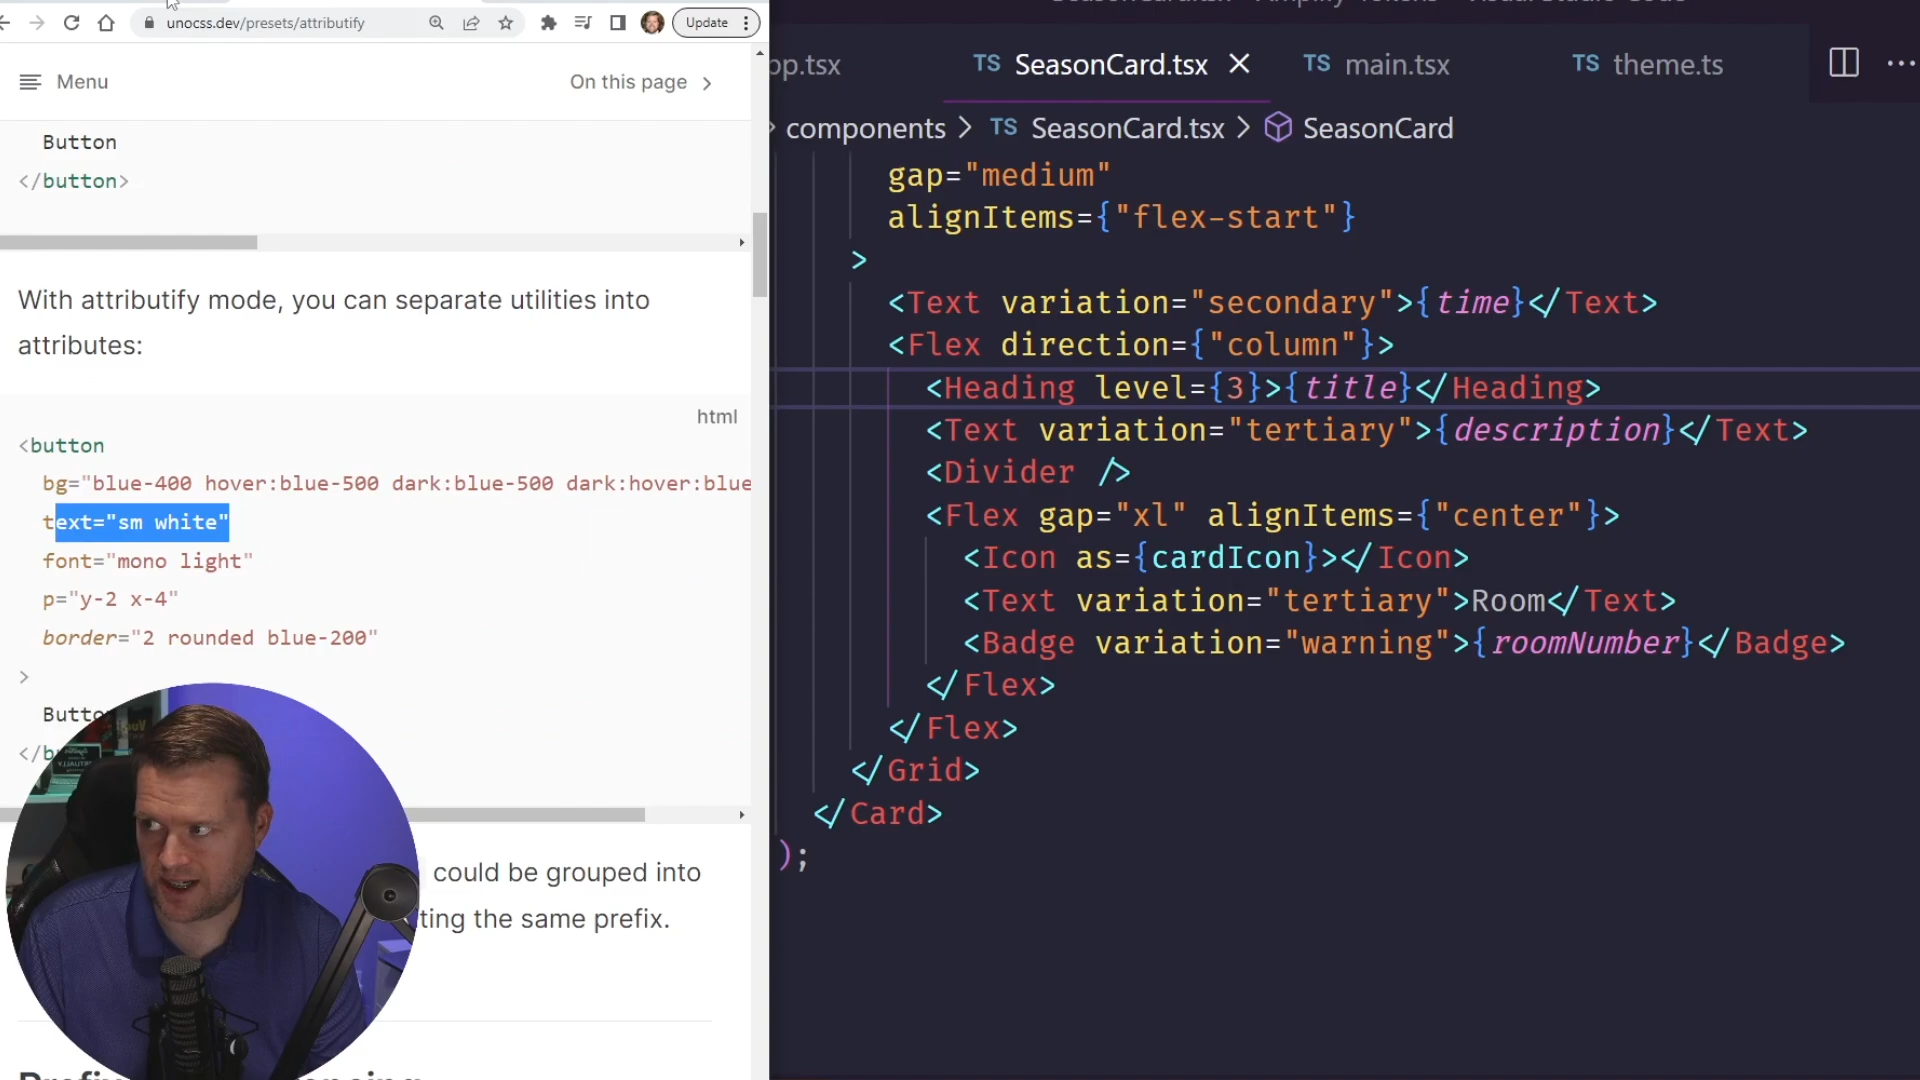 unocss.dev/presets/attributify
Update
Menu
On this page
Button
</button>
With attributify mode, you can separate utilities into
attributes:
html
<button
bg="blue-400 hover:blue-500 dark:blue-500 dark:hover:blue
text="sm white"
font="mono light"
p="y-2 x-4"
border="2 rounded blue-200"
>
Butto
</b
could be grouped into
ting the same prefix.
pp.tsx
TS SeasonCard.tsx
TS main.tsx
TS theme.ts
components > TS SeasonCard.tsx > SeasonCard
gap="medium"
alignItems={"flex-start"}
>
<Text variation="secondary">{time}</Text>
<Flex direction={"column"}>
<Heading level={3}>{title}</Heading>
<Text variation="tertiary">{description}</Text>
<Divider />
<Flex gap="xl" alignItems={"center"}>
<Icon as={cardIcon}></Icon>
<Text variation="tertiary">Room</Text>
<Badge variation="warning">{roomNumber}</Badge>
</Flex>
</Flex>
</Grid>
</Card>
);